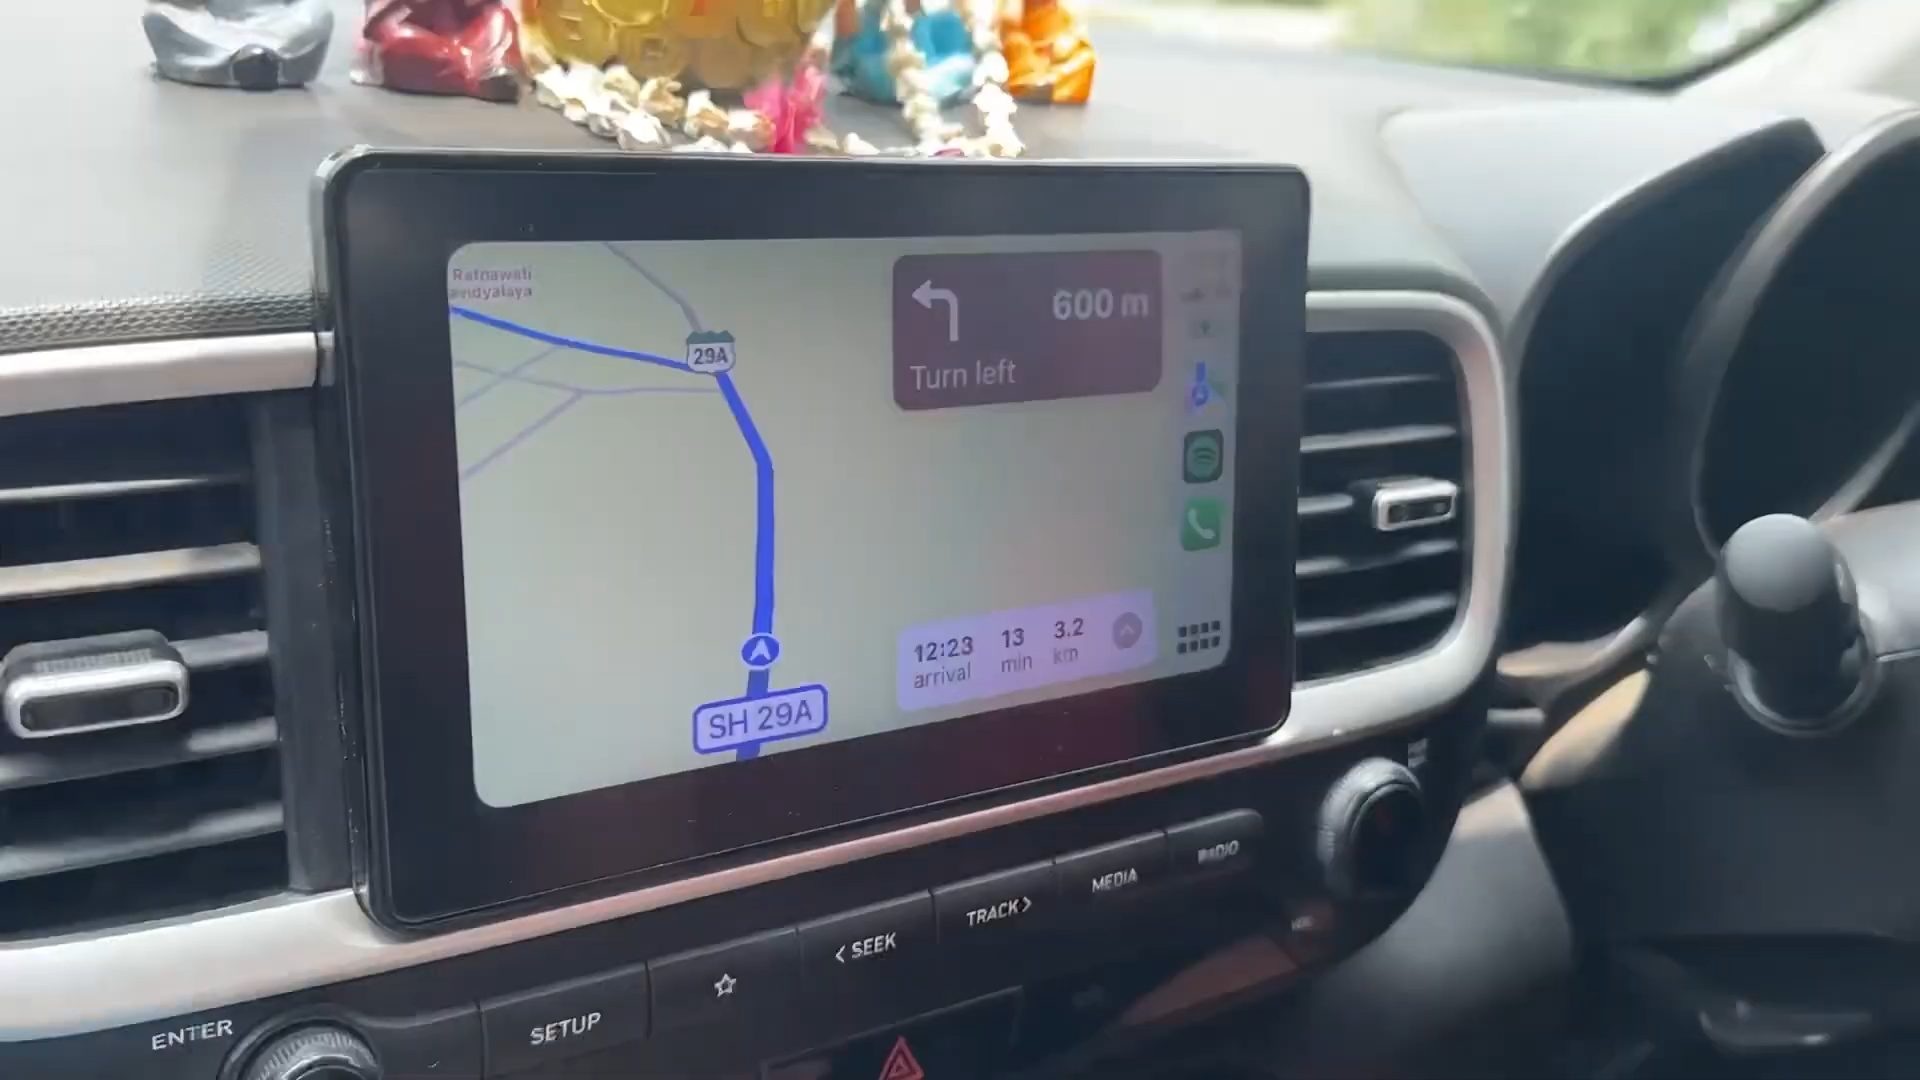 Ratnawati
29A
600 m
Turn left
12:23
13
3.2
arrival
min
km
SH 29A
RADIO
MEDIA
TRACK>
< SEEK
SETUP
ENTER